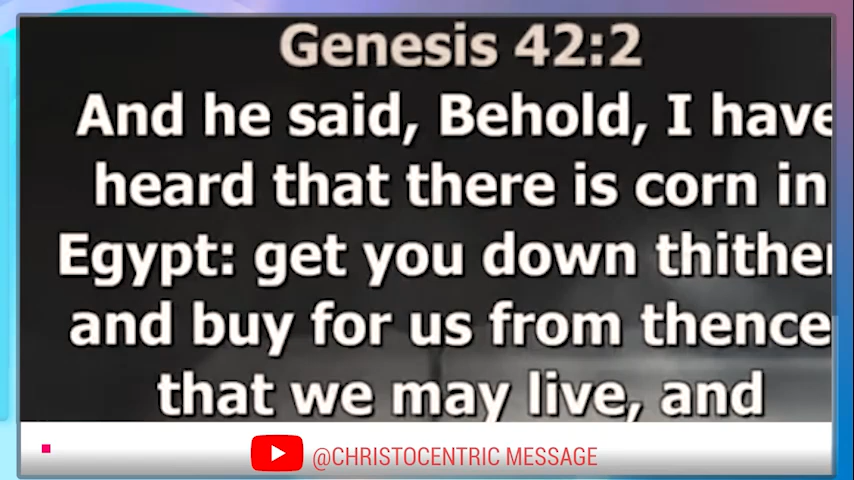 Genesis 42:2
And he said, Behold, I have
heard that there is corn in
Egypt: get you down thither
and buy for us from thence
that we may live, and
@CHRISTOCENTRIC MESSAGE